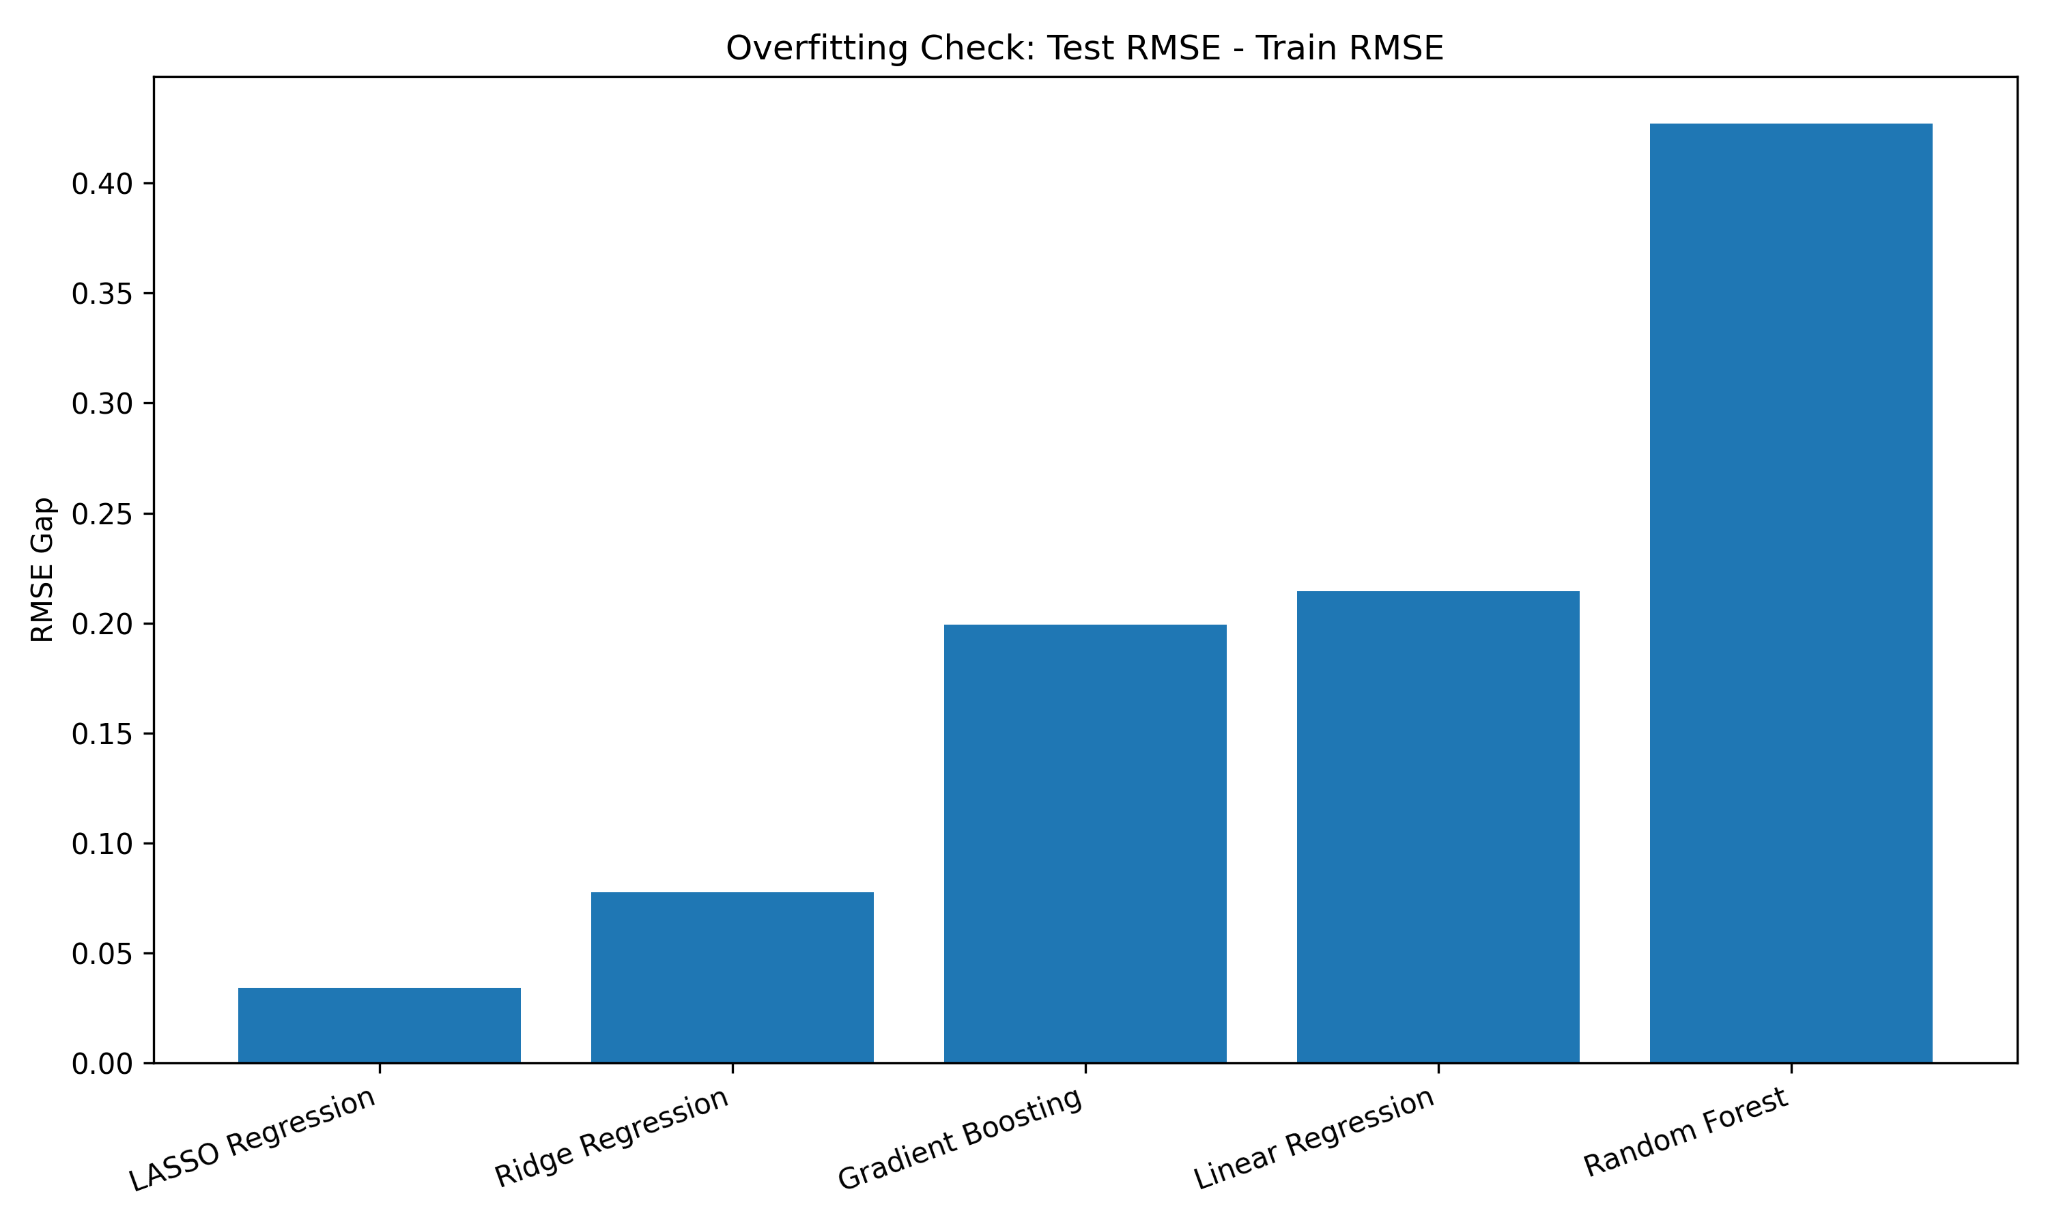 Overfitting Check: Test RMSE - Train RMSE
RMSE Gap
0.40
0.35
0.30
0.25
0.20
0.15
0.10
0.05
0.00
LASSO Regression
Ridge Regression
Gradient Boosting
Linear Regression
Random Forest